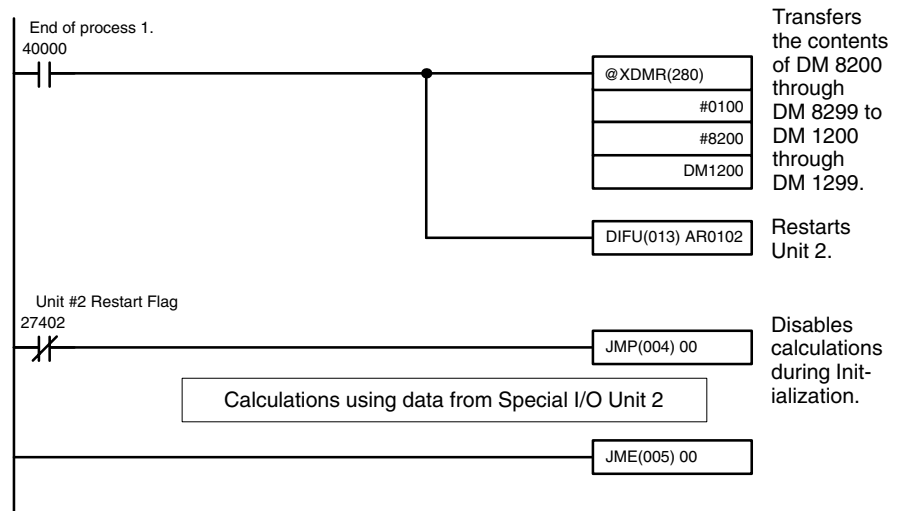 End of process 1.
40000
@XDMR(280)
#0100
#8200
DM1200
Transfers
the contents
of DM 8200
through
DM 8299 to
DM 1200
through
DM 1299.
DIFU(013) AR0102
Restarts
Unit 2.
Unit #2 Restart Flag
27402
JMP(004) 00
Disables
calculations
during Init-
ialization.
Calculations using data from Special I/O Unit 2
JME(005) 00